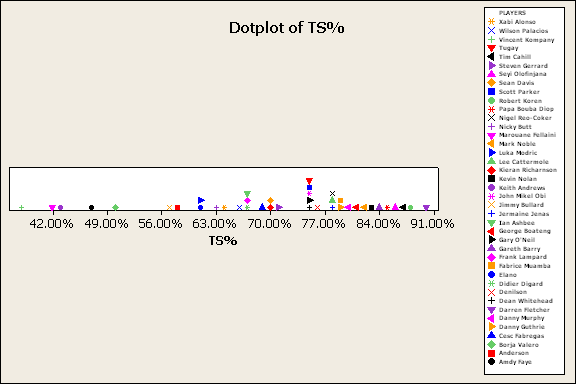 Dotplot of TS%
PLAYERS
Xabi Alonso
Wilson Palacios
Vincent Kompany
Tugay
Tim Cahill
Steven Gerrard
Seyi Olofinjana
Sean Davis
Scott Parker
Robert Koren
Papa Bouba Diop
Nigel Reo-Coker
Nicky Butt
Marouane Fellaini
Mark Noble
Luka Modric
Lee Cattermole
Kieran Richarnson
Kevin Nolan
Keith Andrews
John Mikel Obi
Jimmy Bullard
Jermaine Jenas
Ian Ashbee
George Boateng
Gary O'Neil
Gareth Barry
Frank Lampard
Fabrice Muamba
Elano
Didier Digard
Denilson
Dean Whitehead
Darren Fletcher
Danny Murphy
Danny Guthrie
Cesc Fabregas
Borja Valero
Anderson
Amdy Faye
42.00% 49.00% 56.00% 63.00% 70.00% 77.00% 84.00% 91.00%
TS%